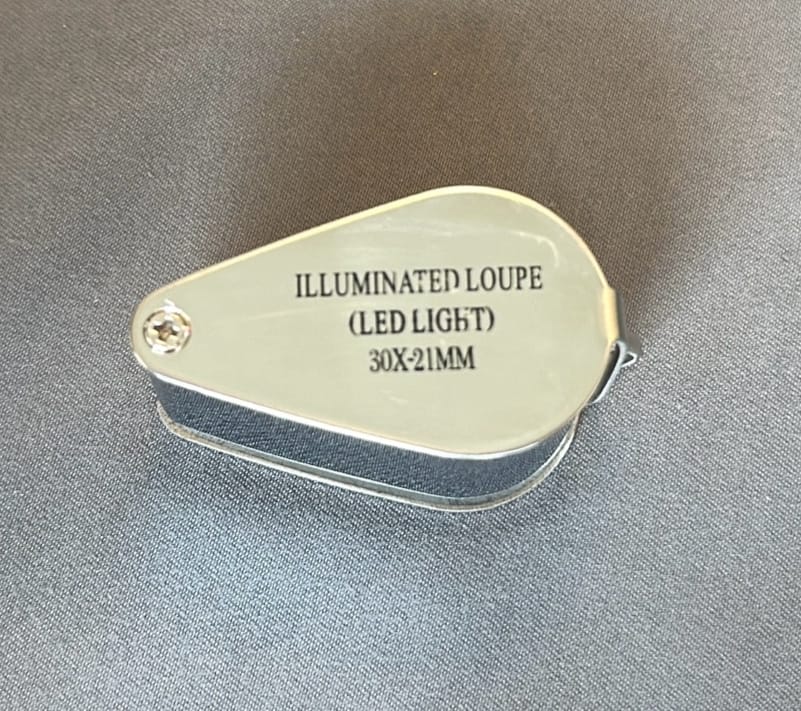 ILLUMINATED LOUPE
(LED LIGHT)
30X-21MM